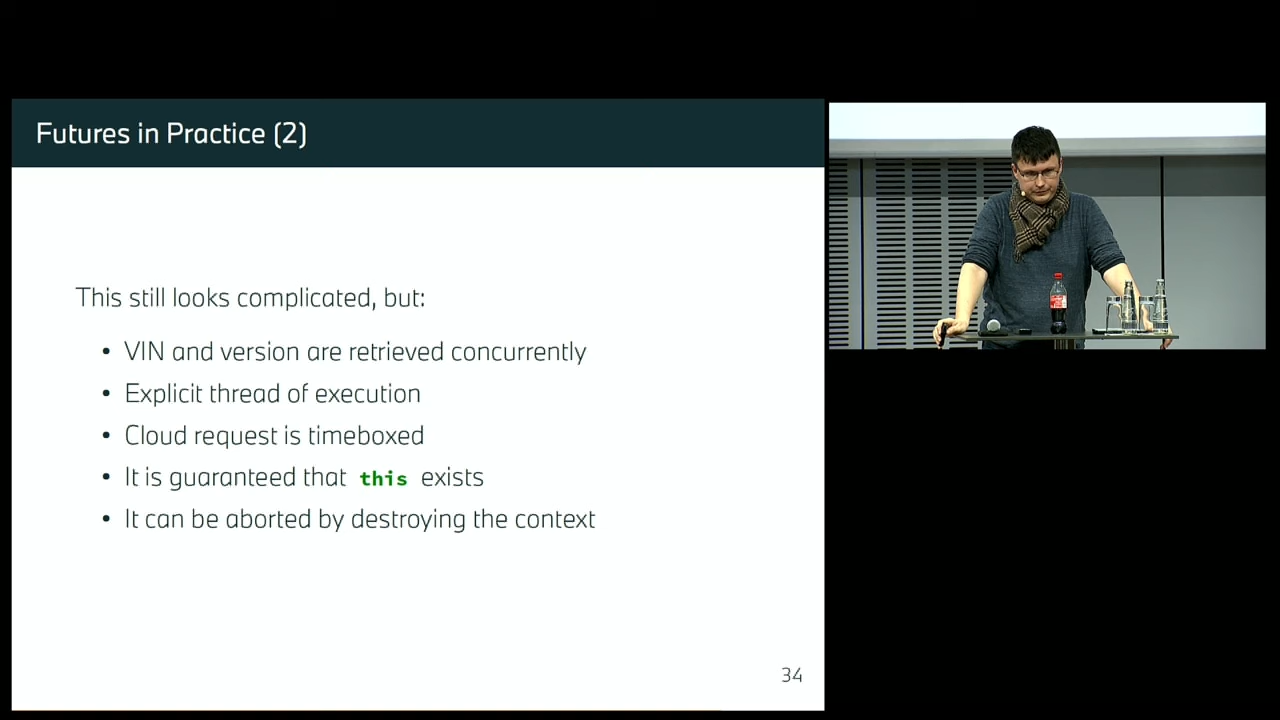 Futures in Practice (2)
This still looks complicated, but:
• VIN and version are retrieved concurrently
• Explicit thread of execution
• Cloud request is timeboxed
• It is guaranteed that this exists
• It can be aborted by destroying the context
34